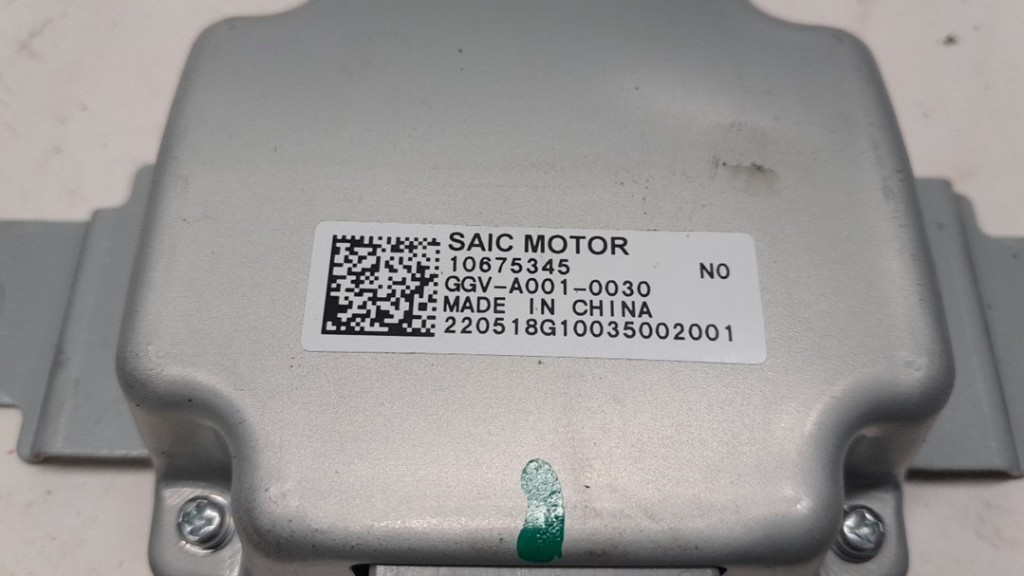 SAIC MOTOR
10675345 N0
GGV-A001-0030
MADE IN CHINA
220518G10035002001